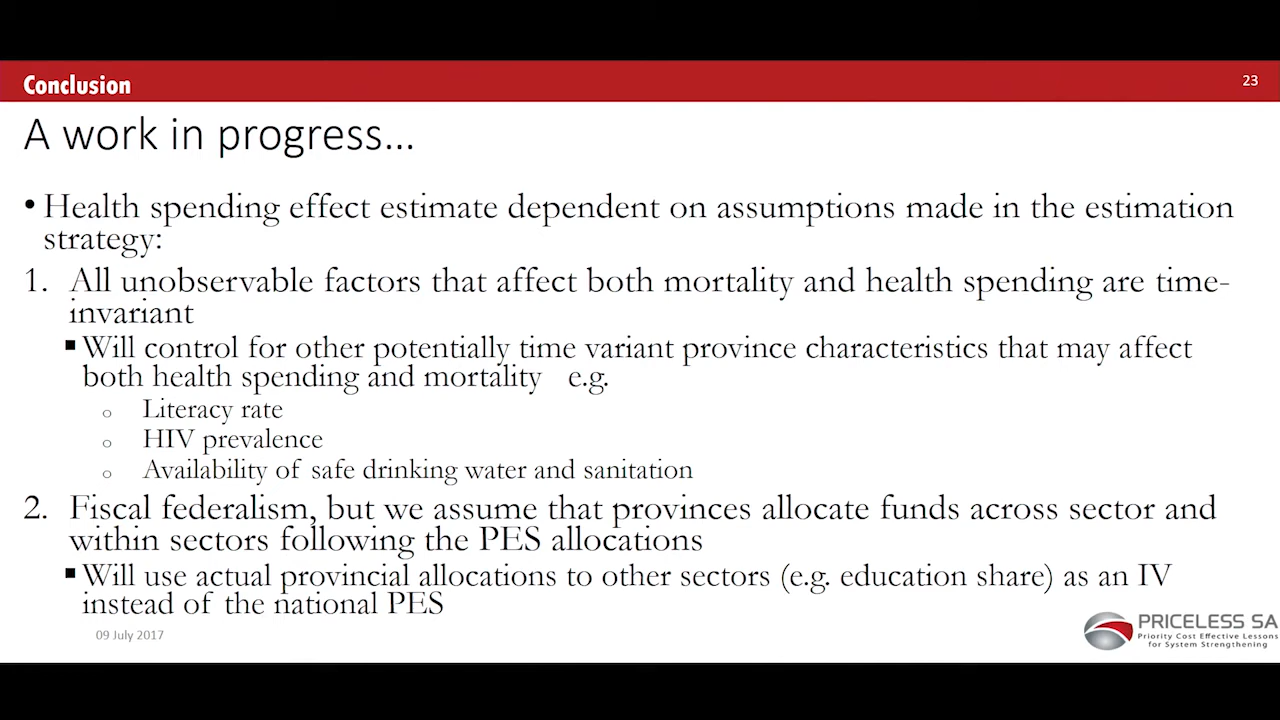 Conclusion
23
A work in progress...
• Health spending effect estimate dependent on assumptions made in the estimation
strategy:
1. All unobservable factors that affect both mortality and health spending are time-
invariant
▪ Will control for other potentially time variant province characteristics that may affect
both health spending and mortality e.g.
o Literacy rate
o HIV prevalence
o Availability of safe drinking water and sanitation
2. Fiscal federalism, but we assume that provinces allocate funds across sector and
within sectors following the PES allocations
▪ Will use actual provincial allocations to other sectors (e.g. education share) as an IV
instead of the national PES
09 July 2017
PRICELESS SA
Priority Cost Effective Lessons
for System Strengthening